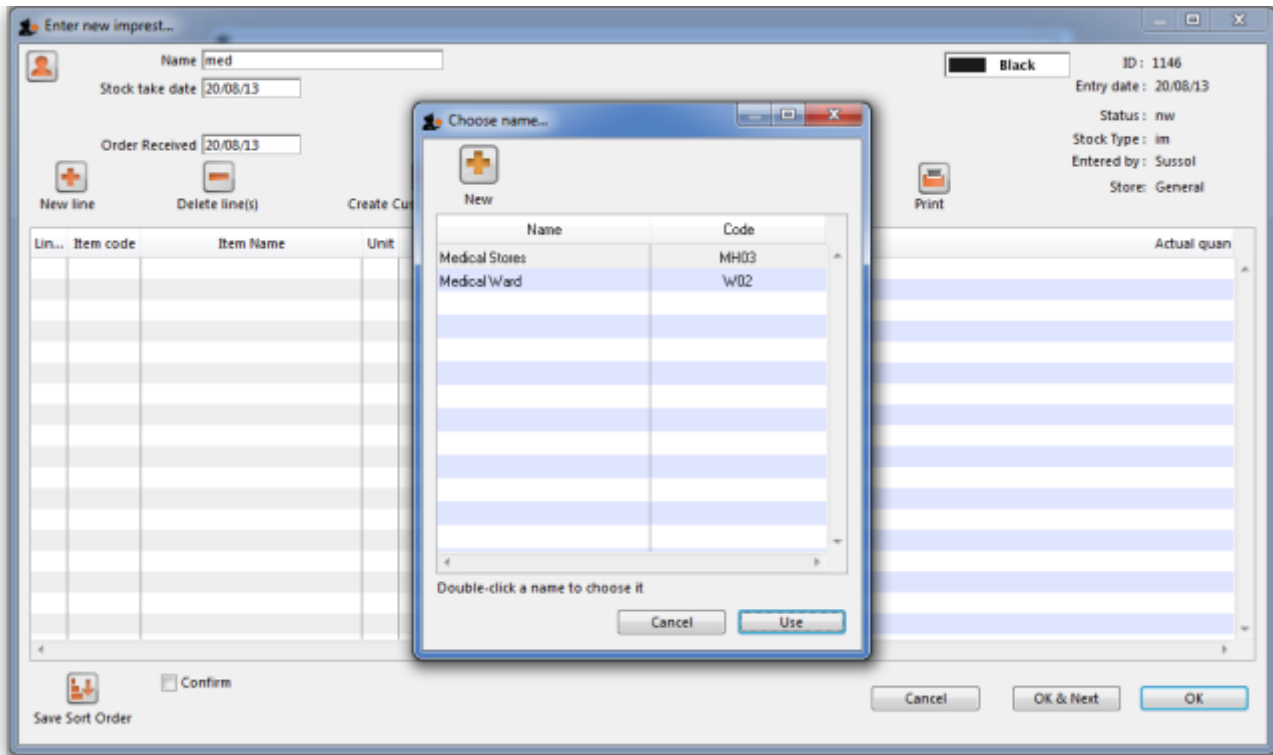 Enter new imprest...
Name med
Black
ID : 1146
Stock take date 20/08/13
Entry date : 20/08/13
Status : nw
Order Received 20/08/13
Stock Type : im
Entered by : Sussol
Store: General
New line
Delete line(s)
Create Cus
Print
Lin... Item code Item Name Unit
Actual quan
Choose name...
New
Name Code
Medical Stores MH03
Medical Ward W02
Double-click a name to choose it
Cancel Use
Save Sort Order
Confirm
Cancel OK & Next OK